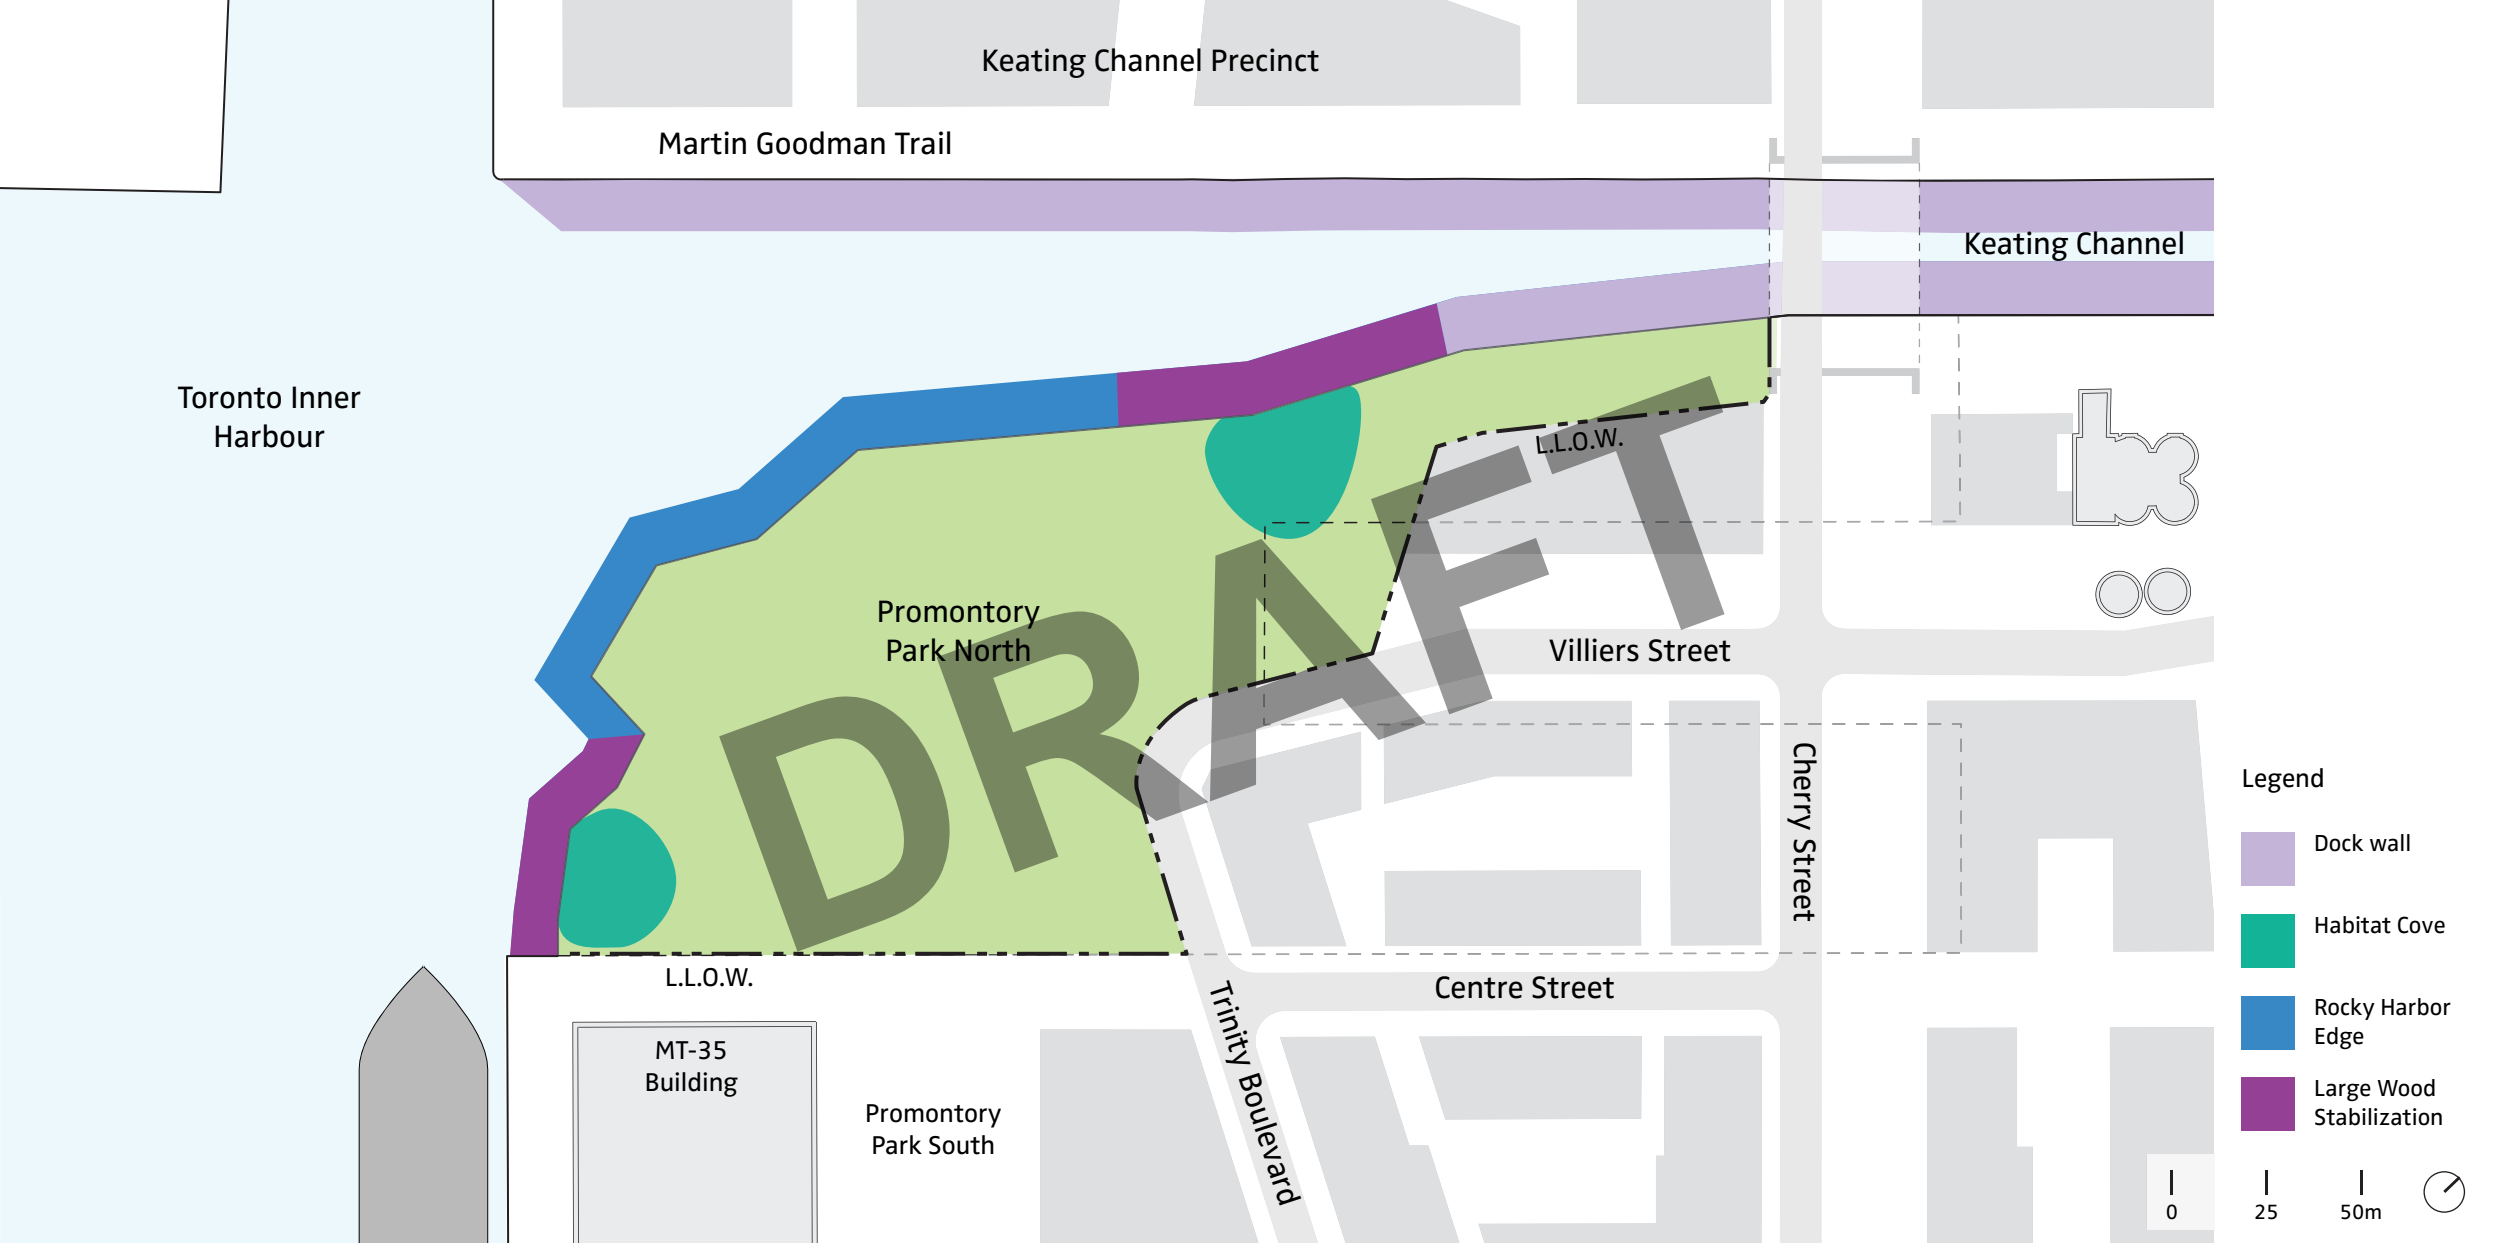 Keating Channel Precinct
Martin Goodman Trail
Keating Channel
Toronto Inner
Harbour
L.L.O.W.
Promontory
Park North
DRAFT
Villiers Street
Cherry Street
L.L.O.W.
Centre Street
Trinity Boulevard
MT-35
Building
Promontory
Park South
Legend
Dock wall
Habitat Cove
Rocky Harbor
Edge
Large Wood
Stabilization
0 25 50m